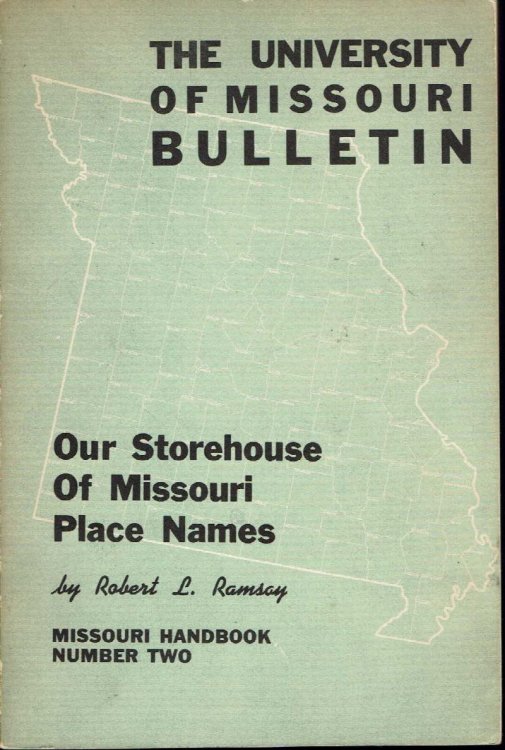 THE UNIVERSITY
OF MISSOURI
BULLETIN
Our Storehouse
Of Missouri
Place Names
by Robert L. Ramsay
MISSOURI HANDBOOK
NUMBER TWO